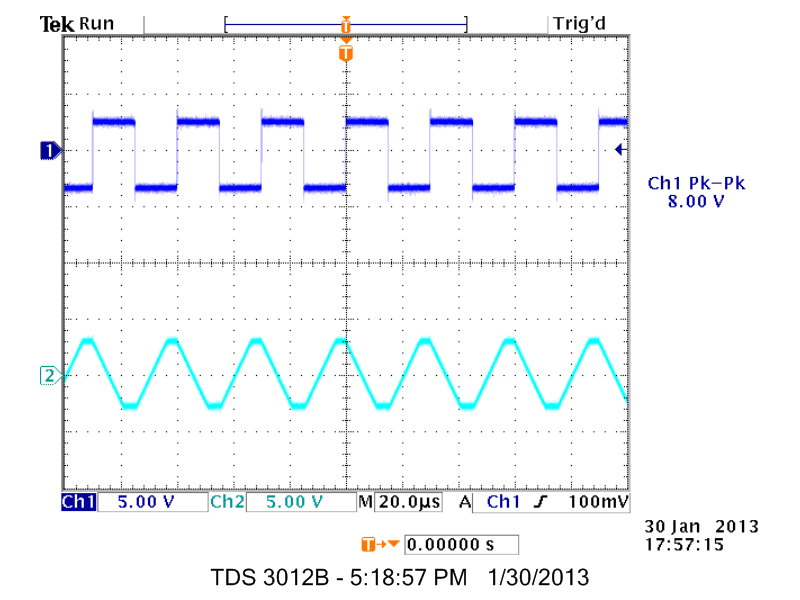 Tek Run Trig'd
T
T
1
Ch1 Pk-Pk
8.00 V
2
Ch1 5.00 V Ch2 5.00 V M 20.0µs A Ch1 ʃ 100mV
T 0.00000 s
30 Jan 2013
17:57:15
TDS 3012B - 5:18:57 PM 1/30/2013